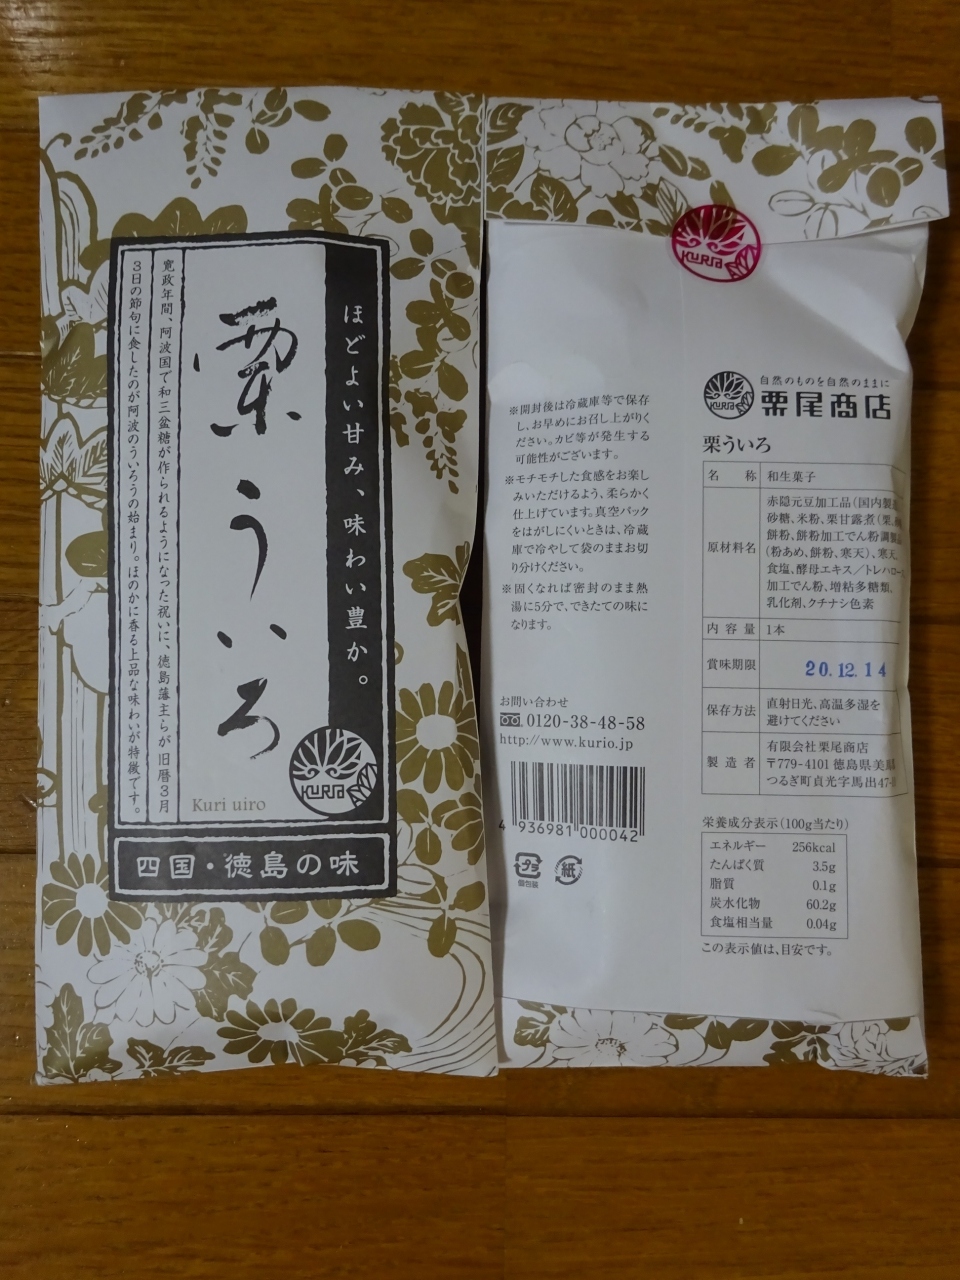 ほどよい甘み、味わい豊か。
栗ういろ
Kuri uiro
KURIO
寛政年間、阿波国で和三盆糖が作られるようになった祝いに、徳島藩主らが旧暦3月
3日の節句に食したのが阿波のういろうの始まり。ほのかに香る上品な味わいが特徴です。
四国・徳島の味
KURIO
※開封後は冷蔵庫等で保存
し、お早めにお召し上がりく
ださい。カビ等が発生する
可能性がございます。
※モチモチした食感をお楽し
みいただけるよう、柔らかく
仕上げています。真空パック
をはがしにくいときは、冷蔵
庫で冷やして袋のままお切
り分けください。
※固くなれば密封のまま熱
湯に5分で、できたての味に
なります。
お問い合わせ
0120-38-48-58
http://www.kurio.jp
4 936981 000042
プラ
個包装
紙
KURIO
自然のものを自然のままに
栗尾商店
栗ういろ
名称 和生菓子
原材料名 赤隠元豆加工品(国内製造
砂糖、米粉、栗甘露煮(栗、
餅粉、餅粉加工でん粉調製
(粉あめ、餅粉、寒天)、寒天、
食塩、酵母エキス/トレハロース、
加工でん粉、増粘多糖類、
乳化剤、クチナシ色素
内容量 1本
賞味期限 20.12.14
保存方法 直射日光、高温多湿を
避けてください
製造者 有限会社栗尾商店
〒779-4101 徳島県美
つるぎ町貞光字馬出47-
栄養成分表示(100g当たり)
エネルギー 256kcal
たんぱく質 3.5g
脂質 0.1g
炭水化物 60.2g
食塩相当量 0.04g
この表示値は、目安です。